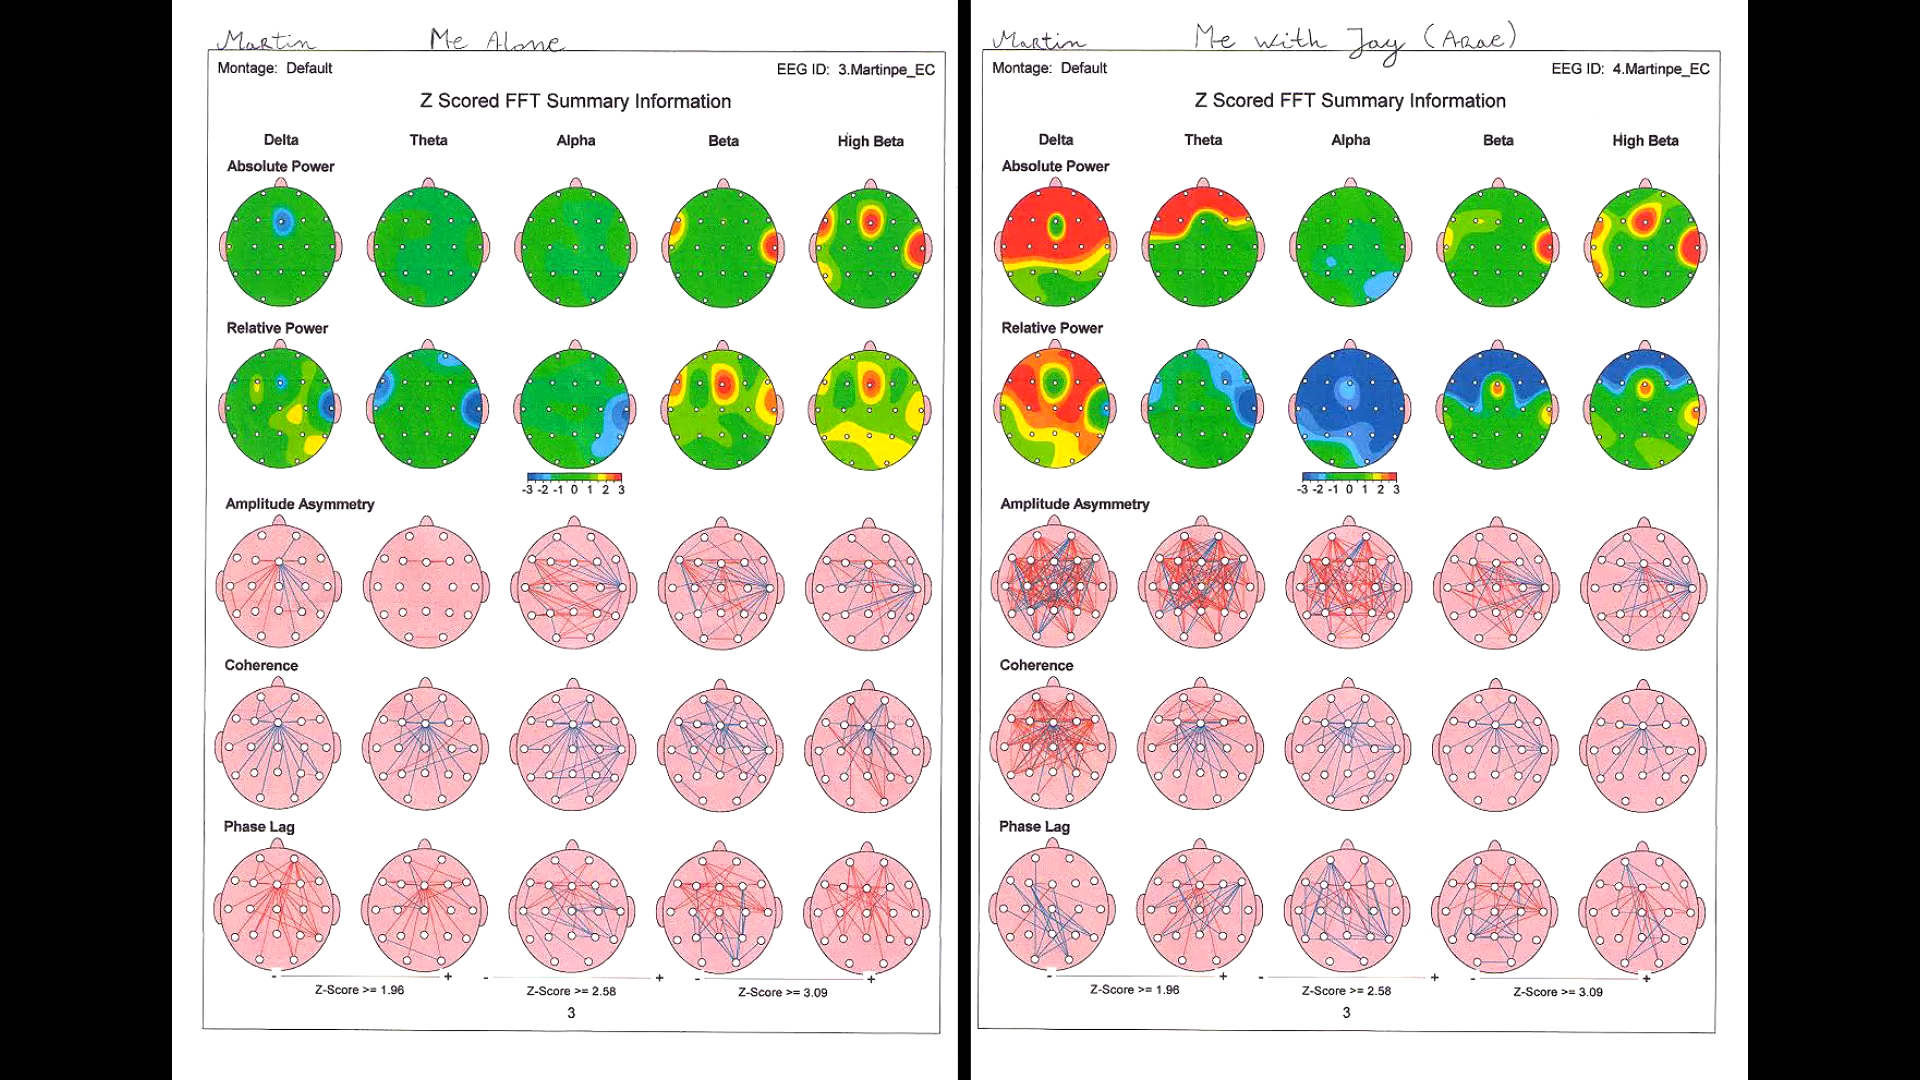 Martin Me Alone
Montage: Default EEG ID: 3.Martinpe_EC
Z Scored FFT Summary Information
Delta Theta Alpha Beta High Beta
Absolute Power
Relative Power
-3 -2 -1 0 1 2 3
Amplitude Asymmetry
Coherence
Phase Lag
- + - + - +
Z-Score >= 1.96 Z-Score >= 2.58 Z-Score >= 3.09
3
Martin Me with Jay (Arae)
Montage: Default EEG ID: 4.Martinpe_EC
Z Scored FFT Summary Information
Delta Theta Alpha Beta High Beta
Absolute Power
Relative Power
-3 -2 -1 0 1 2 3
Amplitude Asymmetry
Coherence
Phase Lag
- + - + - +
Z-Score >= 1.96 Z-Score >= 2.58 Z-Score >= 3.09
3